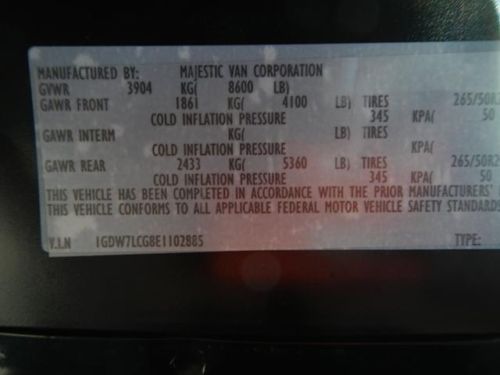 MANUFACTURED BY: MAJESTIC VAN CORPORATION
GVWR 3904 KG( 8600 LB)
GAWR FRONT 1861 KG( 4100 LB) TIRES 265/50R2
COLD INFLATION PRESSURE 345 KPA( 50
GAWR INTERM KG( LB) TIRES
COLD INFLATION PRESSURE KPA(
GAWR REAR 2433 KG( 5360 LB) TIRES 265/50R2
COLD INFLATION PRESSURE 345 KPA( 50
THIS VEHICLE HAS BEEN COMPLETED IN ACCORDANCE WITH THE PRIOR MANUFACTURERS'
THIS VEHICLE CONFORMS TO ALL APPLICABLE FEDERAL MOTOR VEHICLE SAFETY STANDARDS
V.I.N 1GDW7LCG8E1102885 TYPE: